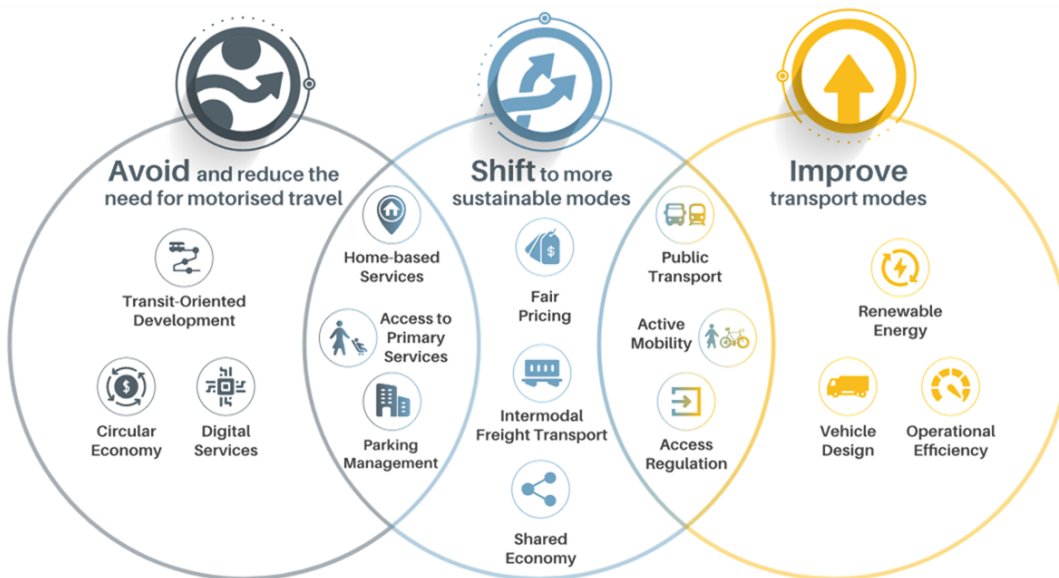 Avoid and reduce the
need for motorised travel
Shift to more
sustainable modes
Improve
transport modes
Transit-Oriented
Development
Circular
Economy
Digital
Services
Home-based
Services
Access to
Primary
Services
Parking
Management
Fair
Pricing
$
Intermodal
Freight Transport
Shared
Economy
Public
Transport
Active
Mobility
Access
Regulation
Renewable
Energy
Vehicle
Design
Operational
Efficiency
$